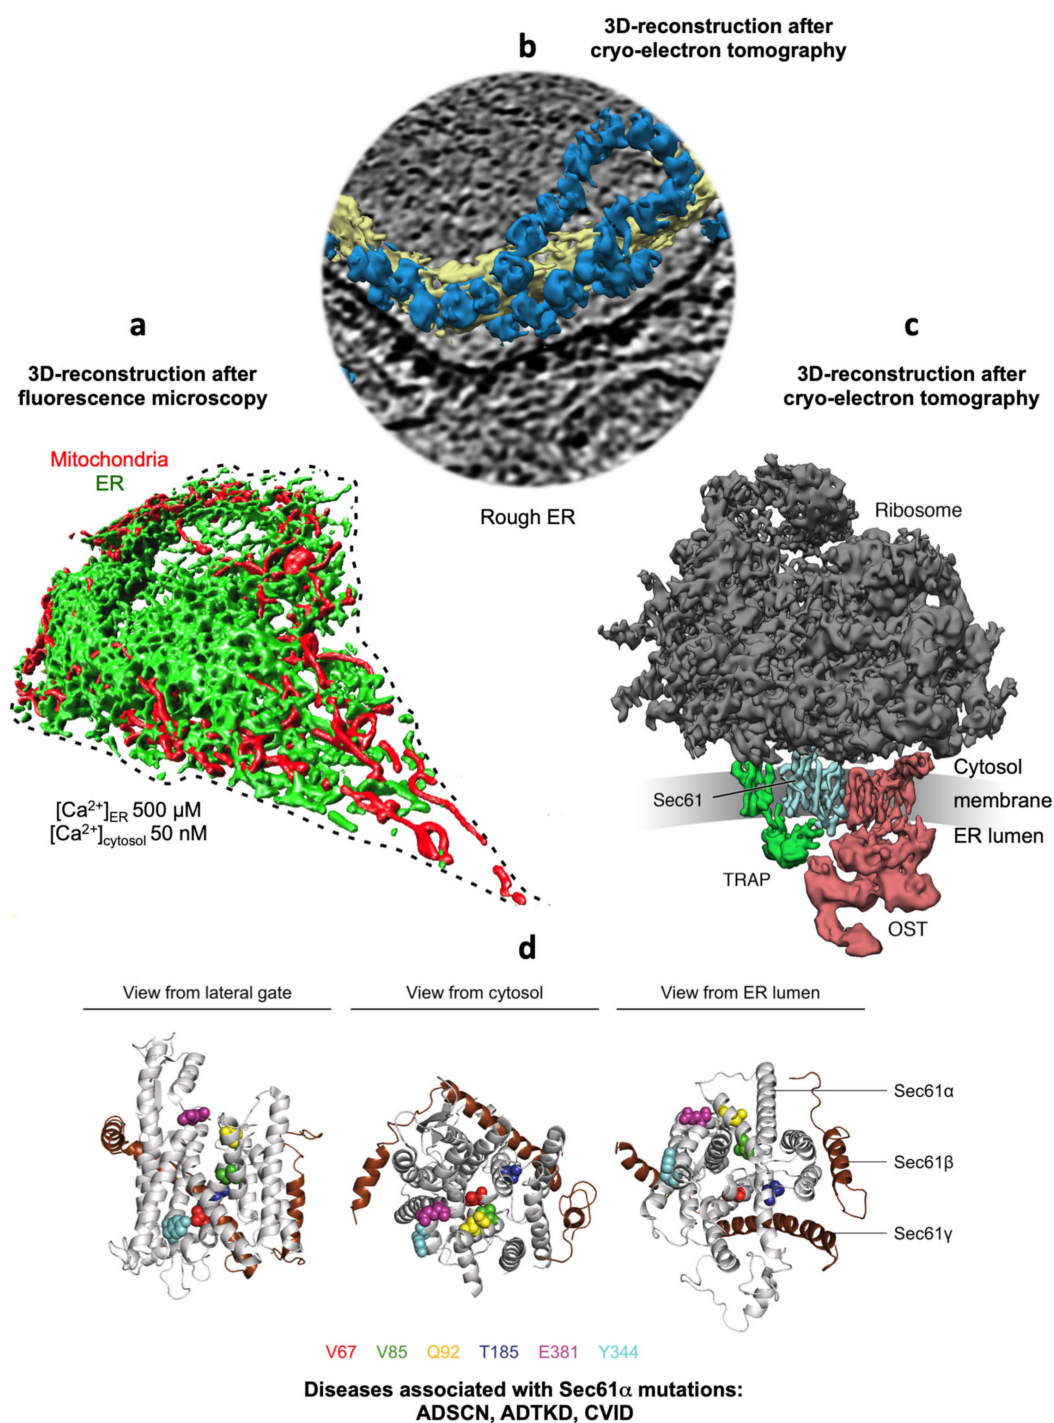 b
3D-reconstruction after
cryo-electron tomography
Rough ER
a
3D-reconstruction after
fluorescence microscopy
Mitochondria
ER
[Ca²⁺]ER 500 µM
[Ca²⁺]cytosol 50 nM
c
3D-reconstruction after
cryo-electron tomography
Ribosome
Cytosol
Sec61
membrane
ER lumen
TRAP
OST
d
View from lateral gate
View from cytosol
View from ER lumen
Sec61α
Sec61β
Sec61γ
V67 V85 Q92 T185 E381 Y344
Diseases associated with Sec61α mutations:
ADSCN, ADTKD, CVID